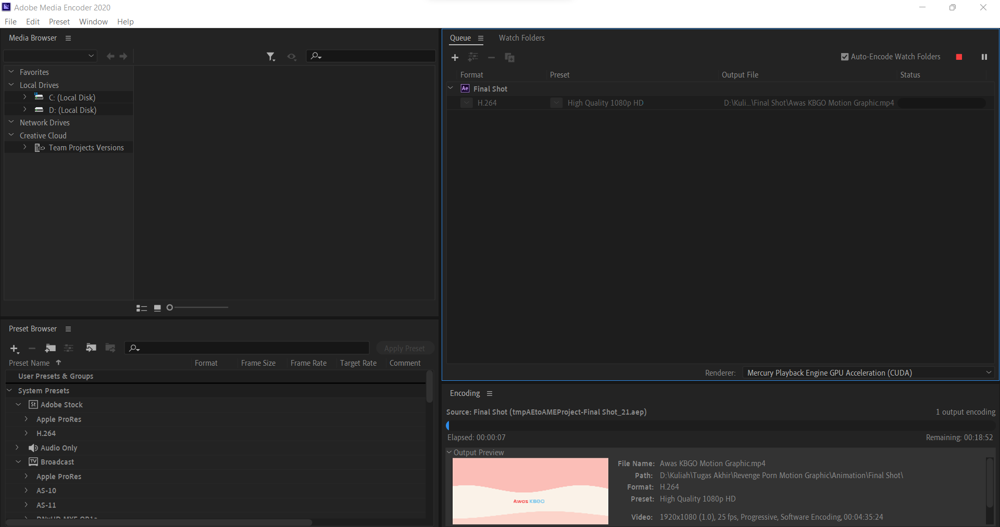 Adobe Media Encoder 2020
File Edit Preset Window Help
Media Browser
Favorites
Local Drives
C: (Local Disk)
D: (Local Disk)
Network Drives
Creative Cloud
Team Projects Versions
Preset Browser
Apply Preset
Preset Name Format Frame Size Frame Rate Target Rate Comment
User Presets & Groups
System Presets
St Adobe Stock
Apple ProRes
H.264
Audio Only
TV Broadcast
Apple ProRes
AS-10
AS-11
Queue Watch Folders
Auto-Encode Watch Folders
Format Preset Output File Status
Ae Final Shot
H.264 High Quality 1080p HD D:\Kuli...\Final Shot\Awas KBGO Motion Graphic.mp4
Renderer: Mercury Playback Engine GPU Acceleration (CUDA)
Encoding
Source: Final Shot (tmpAEtoAMEProject-Final Shot_21.aep) 1 output encoding
Elapsed: 00:00:07 Remaining: 00:18:52
Output Preview
Awas KBGO
File Name: Awas KBGO Motion Graphic.mp4
Path: D:\Kuliah\Tugas Akhir\Revenge Porn Motion Graphic\Animation\Final Shot\
Format: H.264
Preset: High Quality 1080p HD
Video: 1920x1080 (1.0), 25 fps, Progressive, Software Encoding, 00:04:35:24